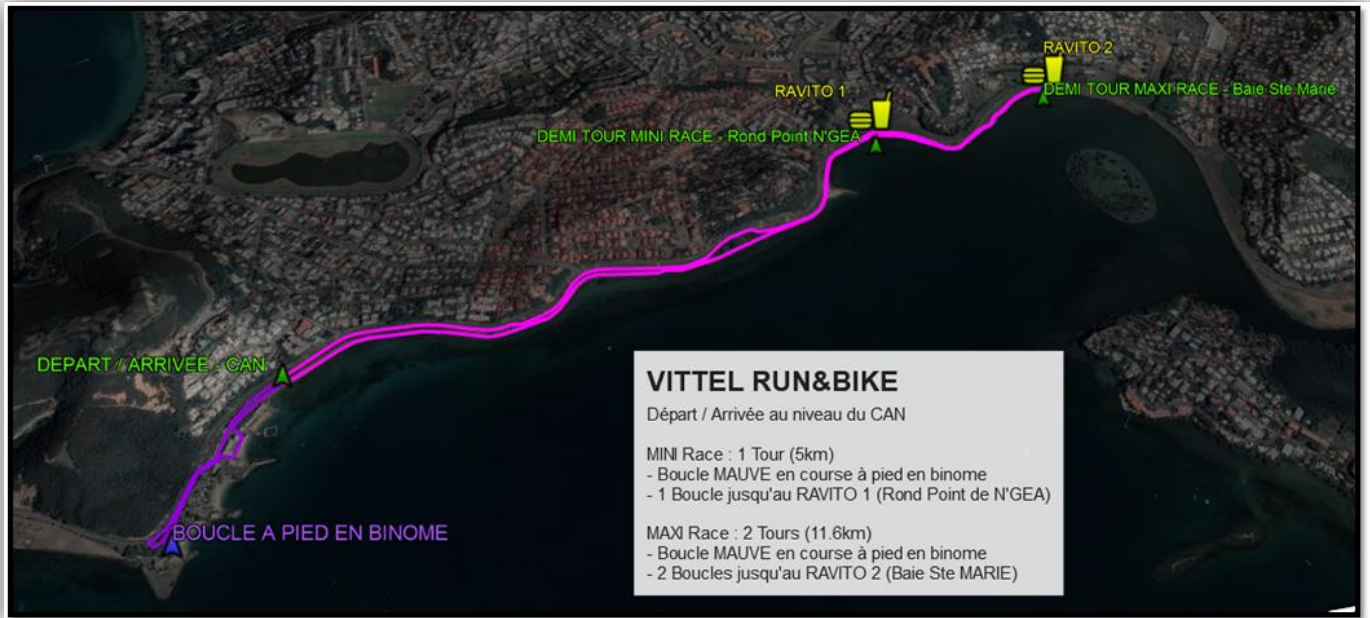 RAVITO 2
DEMI TOUR MAXI RACE - Baie Ste Marie
RAVITO 1
DEMI TOUR MINI RACE - Rond Point N'GEA
DEPART / ARRIVEE - CAN
BOUCLE A PIED EN BINOME
VITTEL RUN&BIKE
Départ / Arrivée au niveau du CAN
MINI Race : 1 Tour (5km)
- Boucle MAUVE en course à pied en binome
- 1 Boucle jusqu'au RAVITO 1 (Rond Point de N'GEA)
MAXI Race : 2 Tours (11.6km)
- Boucle MAUVE en course à pied en binome
- 2 Boucles jusqu'au RAVITO 2 (Baie Ste MARIE)